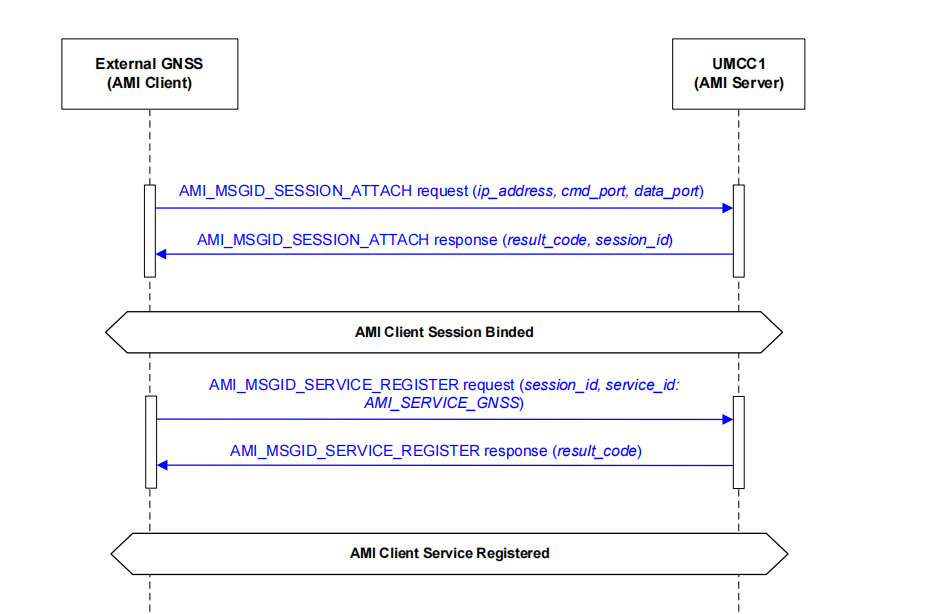 External GNSS
(AMI Client)
UMCC1
(AMI Server)
AMI_MSGID_SESSION_ATTACH request (ip_address, cmd_port, data_port)
AMI_MSGID_SESSION_ATTACH response (result_code, session_id)
AMI Client Session Binded
AMI_MSGID_SERVICE_REGISTER request (session_id, service_id:
AMI_SERVICE_GNSS)
AMI_MSGID_SERVICE_REGISTER response (result_code)
AMI Client Service Registered